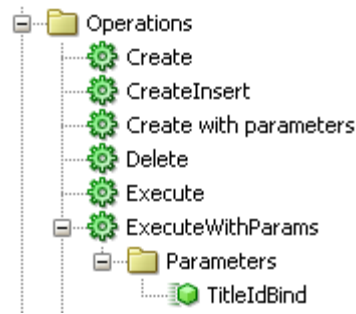 Operations
Create
CreateInsert
Create with parameters
Delete
Execute
ExecuteWithParams
Parameters
TitleIdBind